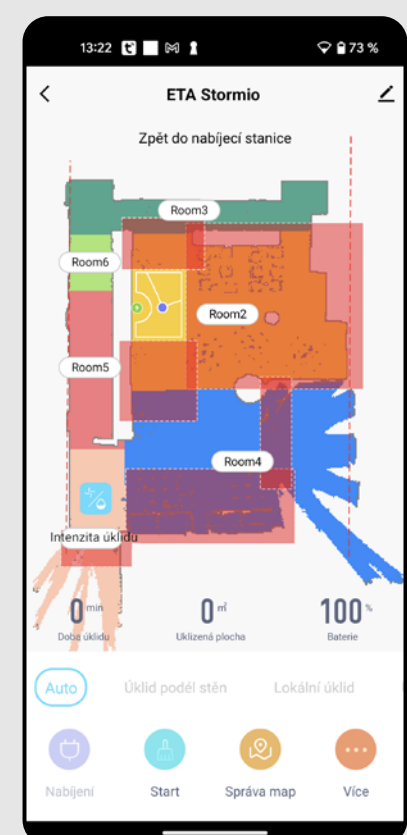 13:22
73 %
ETA Stormio
Zpět do nabíjecí stanice
Room3
Room6
Room2
Room5
Room4
Intenzita úklidu
0 min
0 ㎡
100 %
Doba úklidu
Uklizená plocha
Baterie
Auto
Úklid podél stěn
Lokální úklid
Nabíjení
Start
Správa map
Více